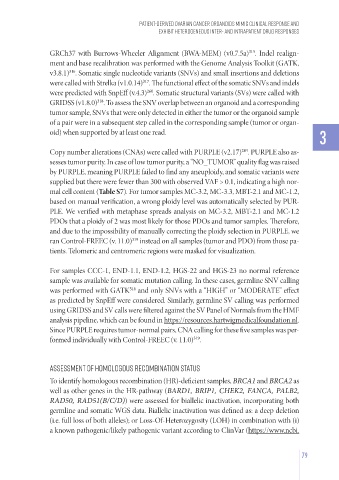 PATIENT-DERIVED OVARIAN CANCER ORGANOIDS MIMIC CLINICAL RESPONSE AND
EXHIBIT HETEROGENEOUS INTER- AND INTRAPATIENT DRUG RESPONSES
GRCh37 with Burrows-Wheeler Alignment (BWA-MEM) (v0.7.5a)
. Indel realign-
ment and base recalibration was performed with the Genome Analysis Toolkit (GATK,
v3.8.1)
. Somatic single nucleotide variants (SNVs) and small insertions and deletions
were called with Strelka (v1.0.14)
. The functional effect of the somatic SNVs and indels
were predicted with SnpEff (v.4.3)
. Somatic structural variants (SVs) were called with
GRIDSS (v1.8.0)
. To assess the SNV overlap between an organoid and a corresponding
tumor sample, SNVs that were only detected in either the tumor or the organoid sample
of a pair were in a subsequent step called in the corresponding sample (tumor or organ-
oid) when supported by at least one read.
3
Copy number alterations (CNAs) were called with PURPLE (v2.17)
. PURPLE also as-
sesses tumor purity. In case of low tumor purity, a "NO_TUMOR" quality flag was raised
by PURPLE, meaning PURPLE failed to find any aneuploidy, and somatic variants were
supplied but there were fewer than 300 with observed VAF > 0.1, indicating a high nor-
mal cell content (Table S7). For tumor samples MC-3.2, MC-3.3, MBT-2.1 and MC-1.2,
based on manual verification, a wrong ploidy level was automatically selected by PUR-
PLE. We verified with metaphase spreads analysis on MC-3.2, MBT-2.1 and MC-1.2
PDOs that a ploidy of 2 was most likely for those PDOs and tumor samples. Therefore,
and due to the impossibility of manually correcting the ploidy selection in PURPLE, we
ran Control-FREEC (v. 11.0)
instead on all samples (tumor and PDO) from those pa-
tients. Telomeric and centromeric regions were masked for visualization.
For samples CCC-1, END-1.1, END-1.2, HGS-22 and HGS-23 no normal reference
sample was available for somatic mutation calling. In these cases, germline SNV calling
was performed with GATK
and only SNVs with a "HIGH" or "MODERATE" effect
as predicted by SnpEff were considered. Similarly, germline SV calling was performed
using GRIDSS and SV calls were filtered against the SV Panel of Normals from the HMF
analysis pipeline, which can be found in https://resources.hartwigmedicalfoundation.nl.
Since PURPLE requires tumor-normal pairs, CNA calling for these five samples was per-
formed individually with Control-FREEC (v. 11.0)
.
ASSESSMENT OF HOMOLOGOUS RECOMBINATION STATUS
To identify homologous recombination (HR)-deficient samples, BRCA1 and BRCA2 as
well as other genes in the HR-pathway (BARD1, BRIP1, CHEK2, FANCA, PALB2,
RAD50, RAD51(B/C/D)) were assessed for biallelic inactivation, incorporating both
germline and somatic WGS data. Biallelic inactivation was defined as: a deep deletion
(i.e. full loss of both alleles); or Loss-Of-Heterozygosity (LOH) in combination with (i)
a known pathogenic/likely pathogenic variant according to ClinVar (https://www.ncbi.
79